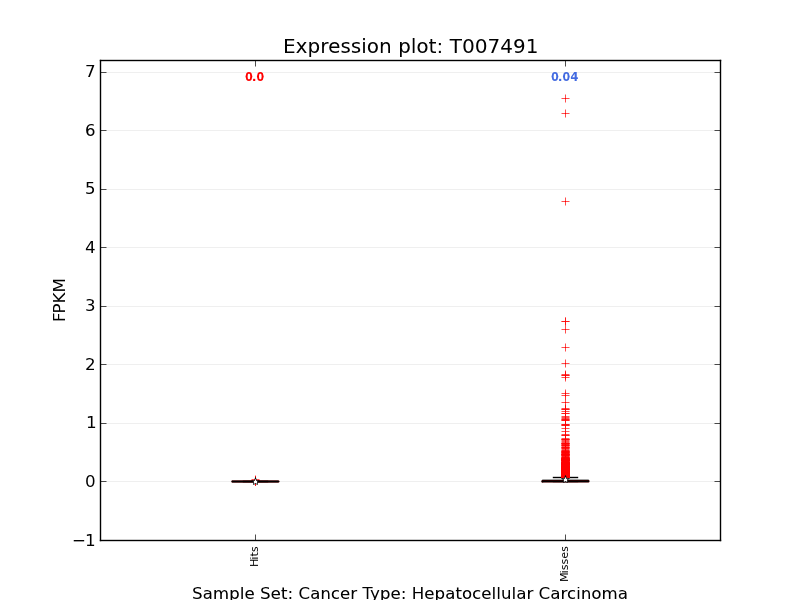 Expression plot: T007491
0.0
0.04
7
6
5
4
3
2
1
0
−1
FPKM
Hits
Misses
Sample Set: Cancer Type: Hepatocellular Carcinoma